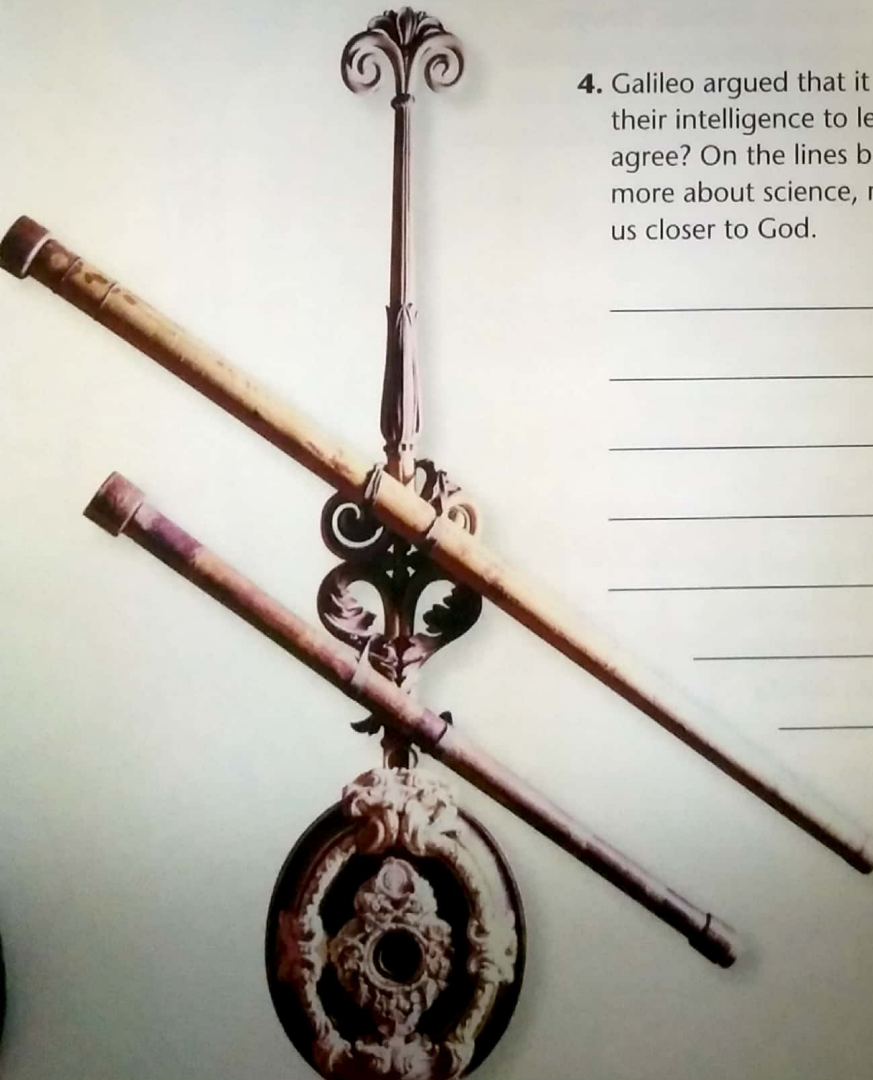 4. Galileo argued that it
their intelligence to le
agree? On the lines b
more about science,
us closer to God.